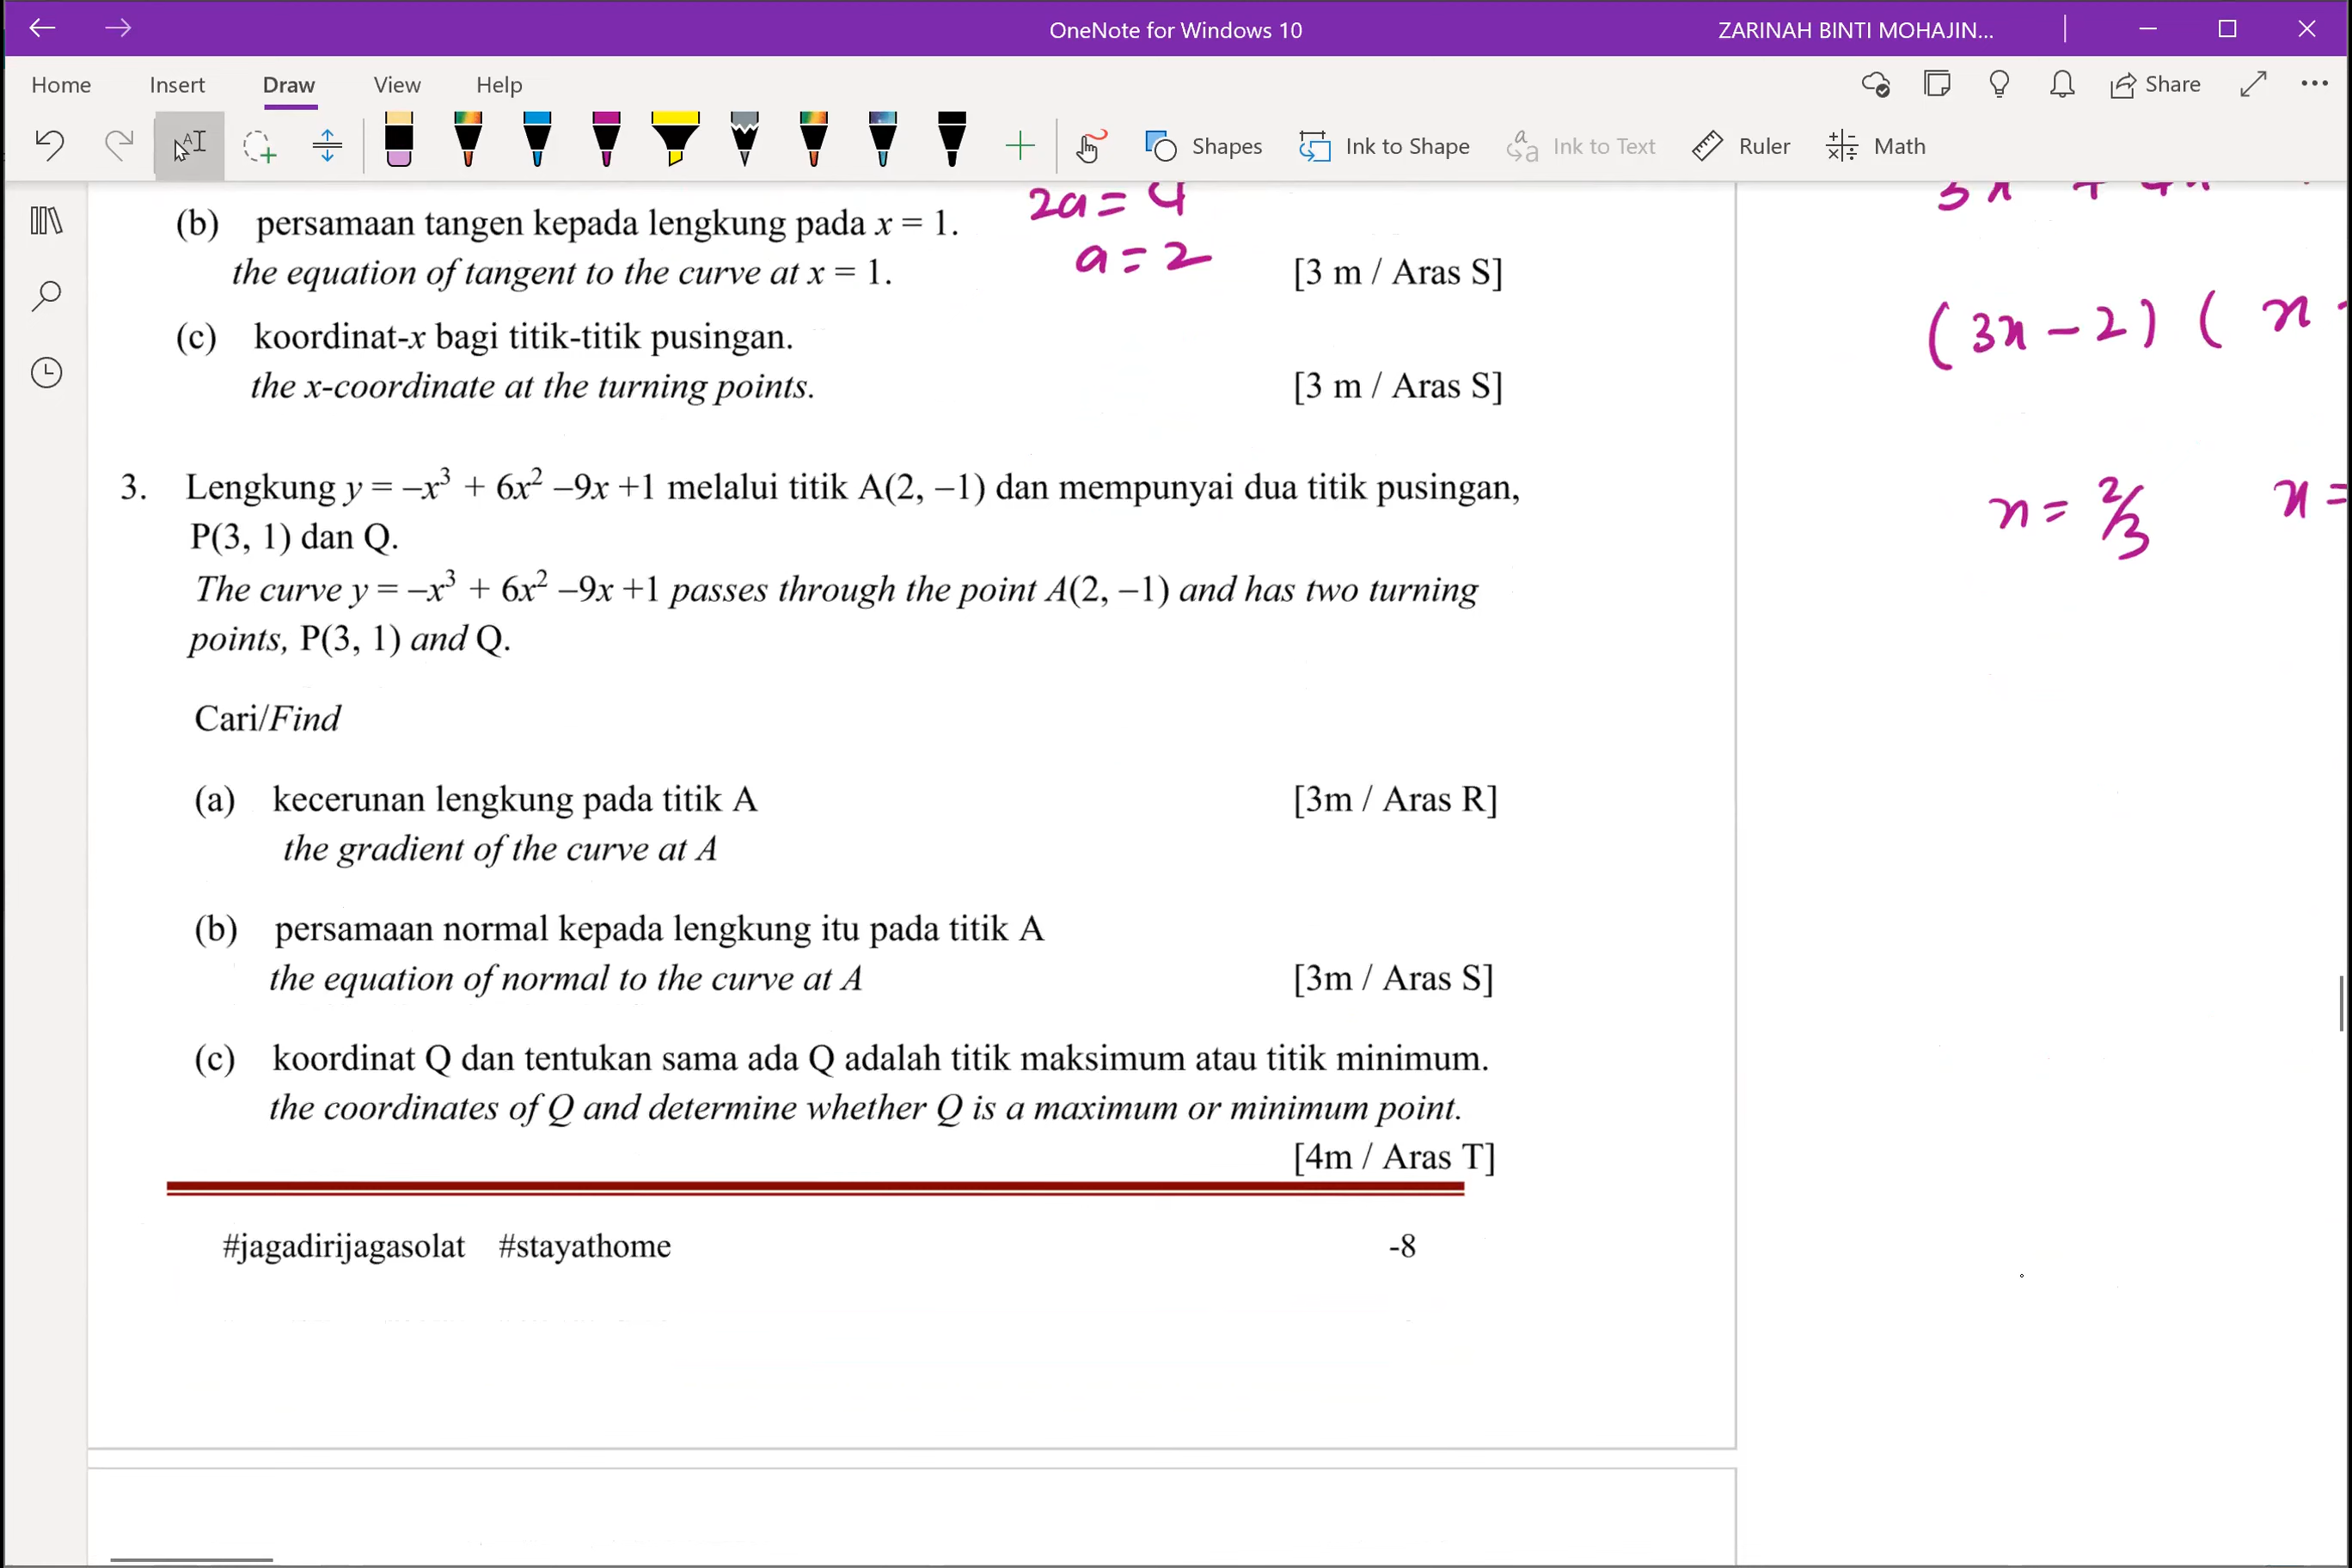 OneNote for Windows 10
ZARINAH BINTI MOHAJIN...
Home Insert Draw View Help
Share
Shapes Ink to Shape Ink to Text Ruler Math
2a = 4
(b) persamaan tangen kepada lengkung pada x = 1.
a = 2
the equation of tangent to the curve at x = 1. [3 m / Aras S]
(3x – 2) ( x
(c) koordinat-x bagi titik-titik pusingan.
the x-coordinate at the turning points. [3 m / Aras S]
3. Lengkung y = –x³ + 6x² –9x +1 melalui titik A(2, –1) dan mempunyai dua titik pusingan,
x = 2/3 x =
P(3, 1) dan Q.
The curve y = –x³ + 6x² –9x +1 passes through the point A(2, –1) and has two turning
points, P(3, 1) and Q.
Cari/Find
(a) kecerunan lengkung pada titik A [3m / Aras R]
the gradient of the curve at A
(b) persamaan normal kepada lengkung itu pada titik A
the equation of normal to the curve at A [3m / Aras S]
(c) koordinat Q dan tentukan sama ada Q adalah titik maksimum atau titik minimum.
the coordinates of Q and determine whether Q is a maximum or minimum point.
[4m / Aras T]
#jagadirijagasolat #stayathome -8